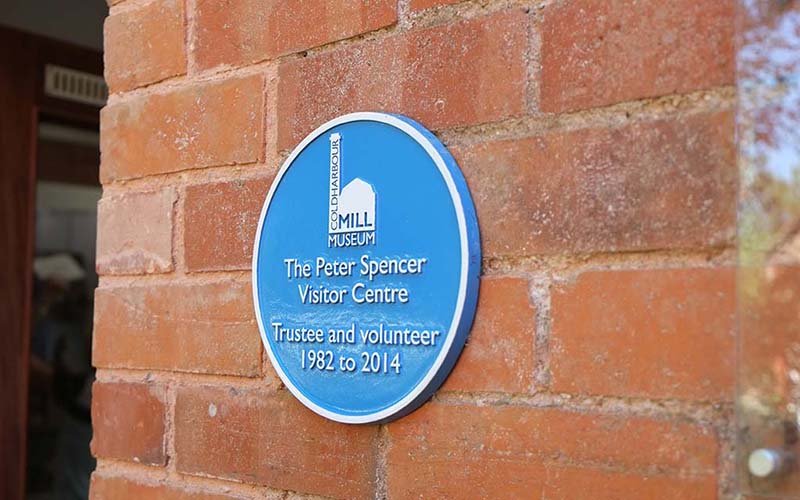 COLDHARBOUR
MILL
MUSEUM
The Peter Spencer
Visitor Centre
Trustee and volunteer
1982 to 2014